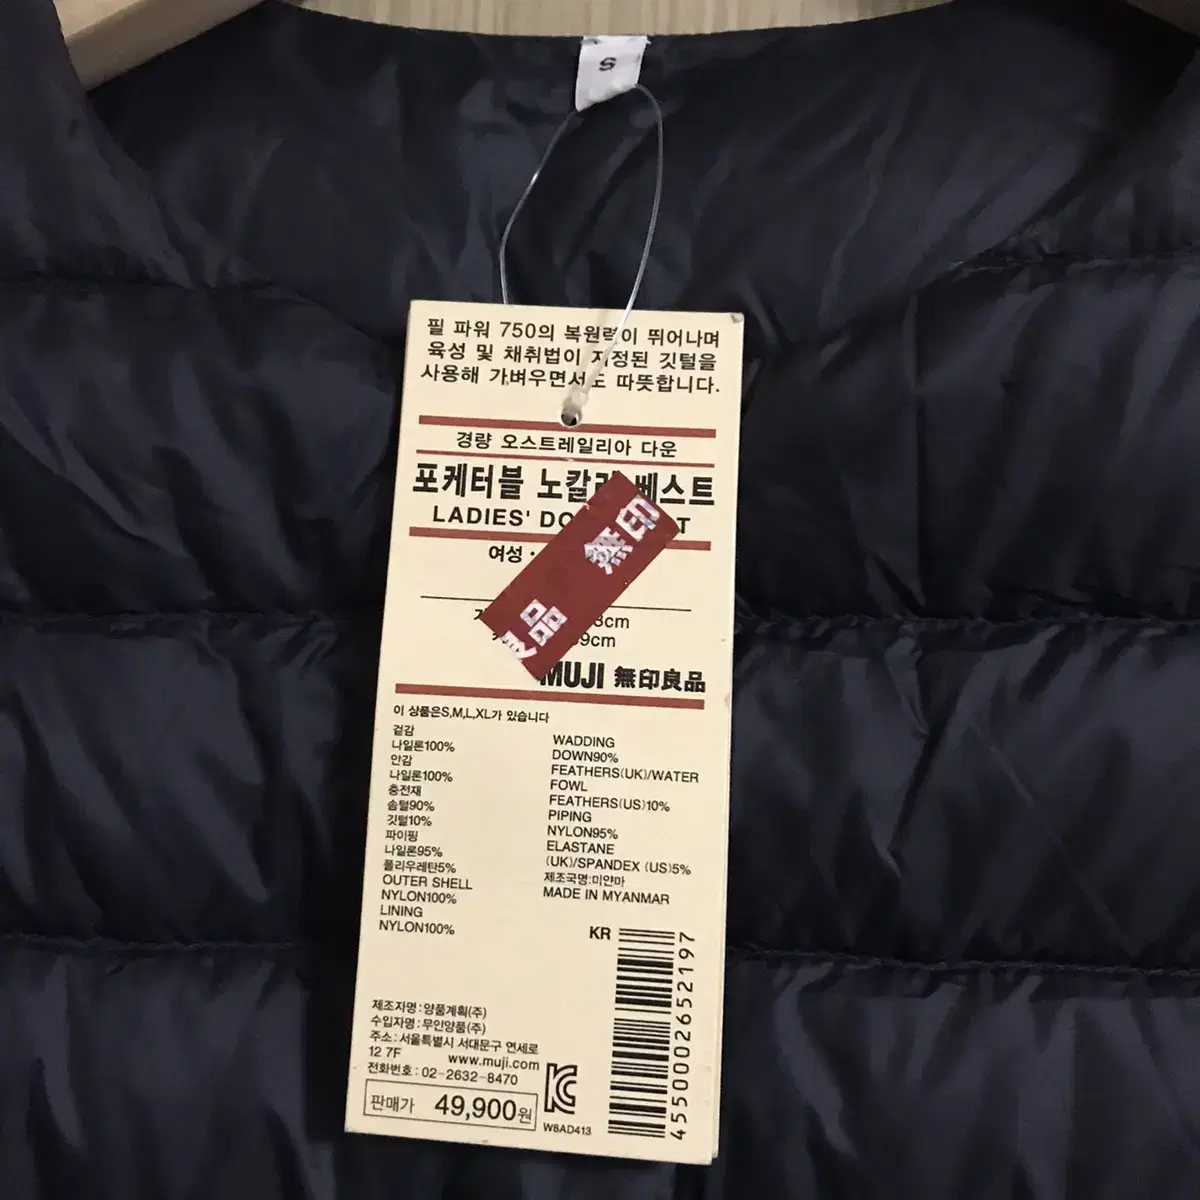 S
필 파워 750의 복원력이 뛰어나며
육성 및 채취법이 지정된 깃털을
사용해 가벼우면서도 따뜻합니다.
경량 오스트레일리아 다운
포케터블 노칼라 베스트
LADIES'
여성 ·
cm
9cm
無印
良品
MUJI 無印良品
이 상품은S,M,L,XL가 있습니다
겉감
나일론100%
안감
나일론100%
충전재
솜털90%
깃털10%
파이핑
나일론95%
폴리우레탄5%
OUTER SHELL
NYLON100%
LINING
NYLON100%
WADDING
DOWN90%
FEATHERS(UK)/WATER
FOWL
FEATHERS(US)10%
PIPING
NYLON95%
ELASTANE
(UK)/SPANDEX (US)5%
제조국명:미얀마
MADE IN MYANMAR
KR
4550002652197
제조자명:양품계획(주)
수입자명:무인양품(주)
주소:서울특별시 서대문구 연세로
12 7F www.muji.com
전화번호:02-2632-8470
판매가 49,900원
KC
W8AD413